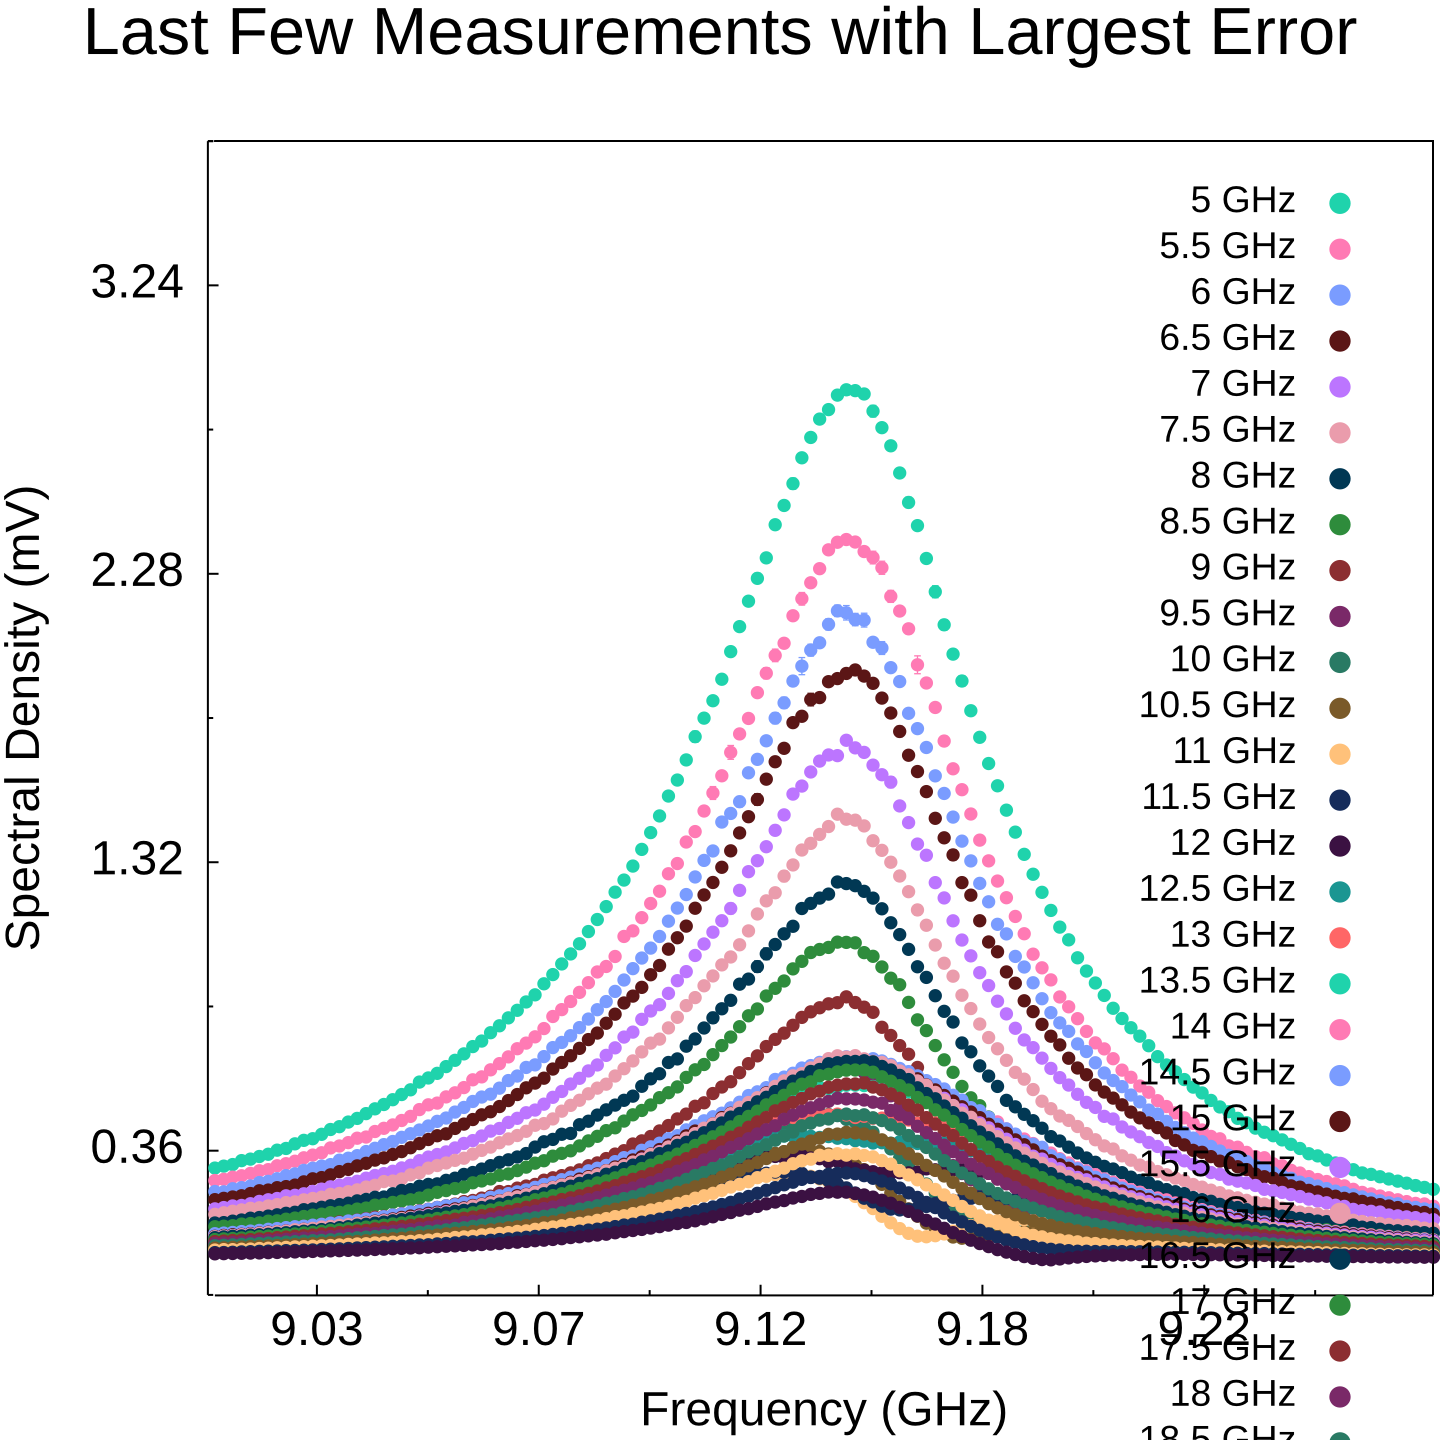 Last Few Measurements with Largest Error
Spectral Density (mV)
3.24
2.28
1.32
0.36
5 GHz
5.5 GHz
6 GHz
6.5 GHz
7 GHz
7.5 GHz
8 GHz
8.5 GHz
9 GHz
9.5 GHz
10 GHz
10.5 GHz
11 GHz
11.5 GHz
12 GHz
12.5 GHz
13 GHz
13.5 GHz
14 GHz
14.5 GHz
15 GHz
15.5 GHz
16 GHz
16.5 GHz
17 GHz
17.5 GHz
18 GHz
18.5 GHz
9.03 9.07 9.12 9.18 9.22
Frequency (GHz)